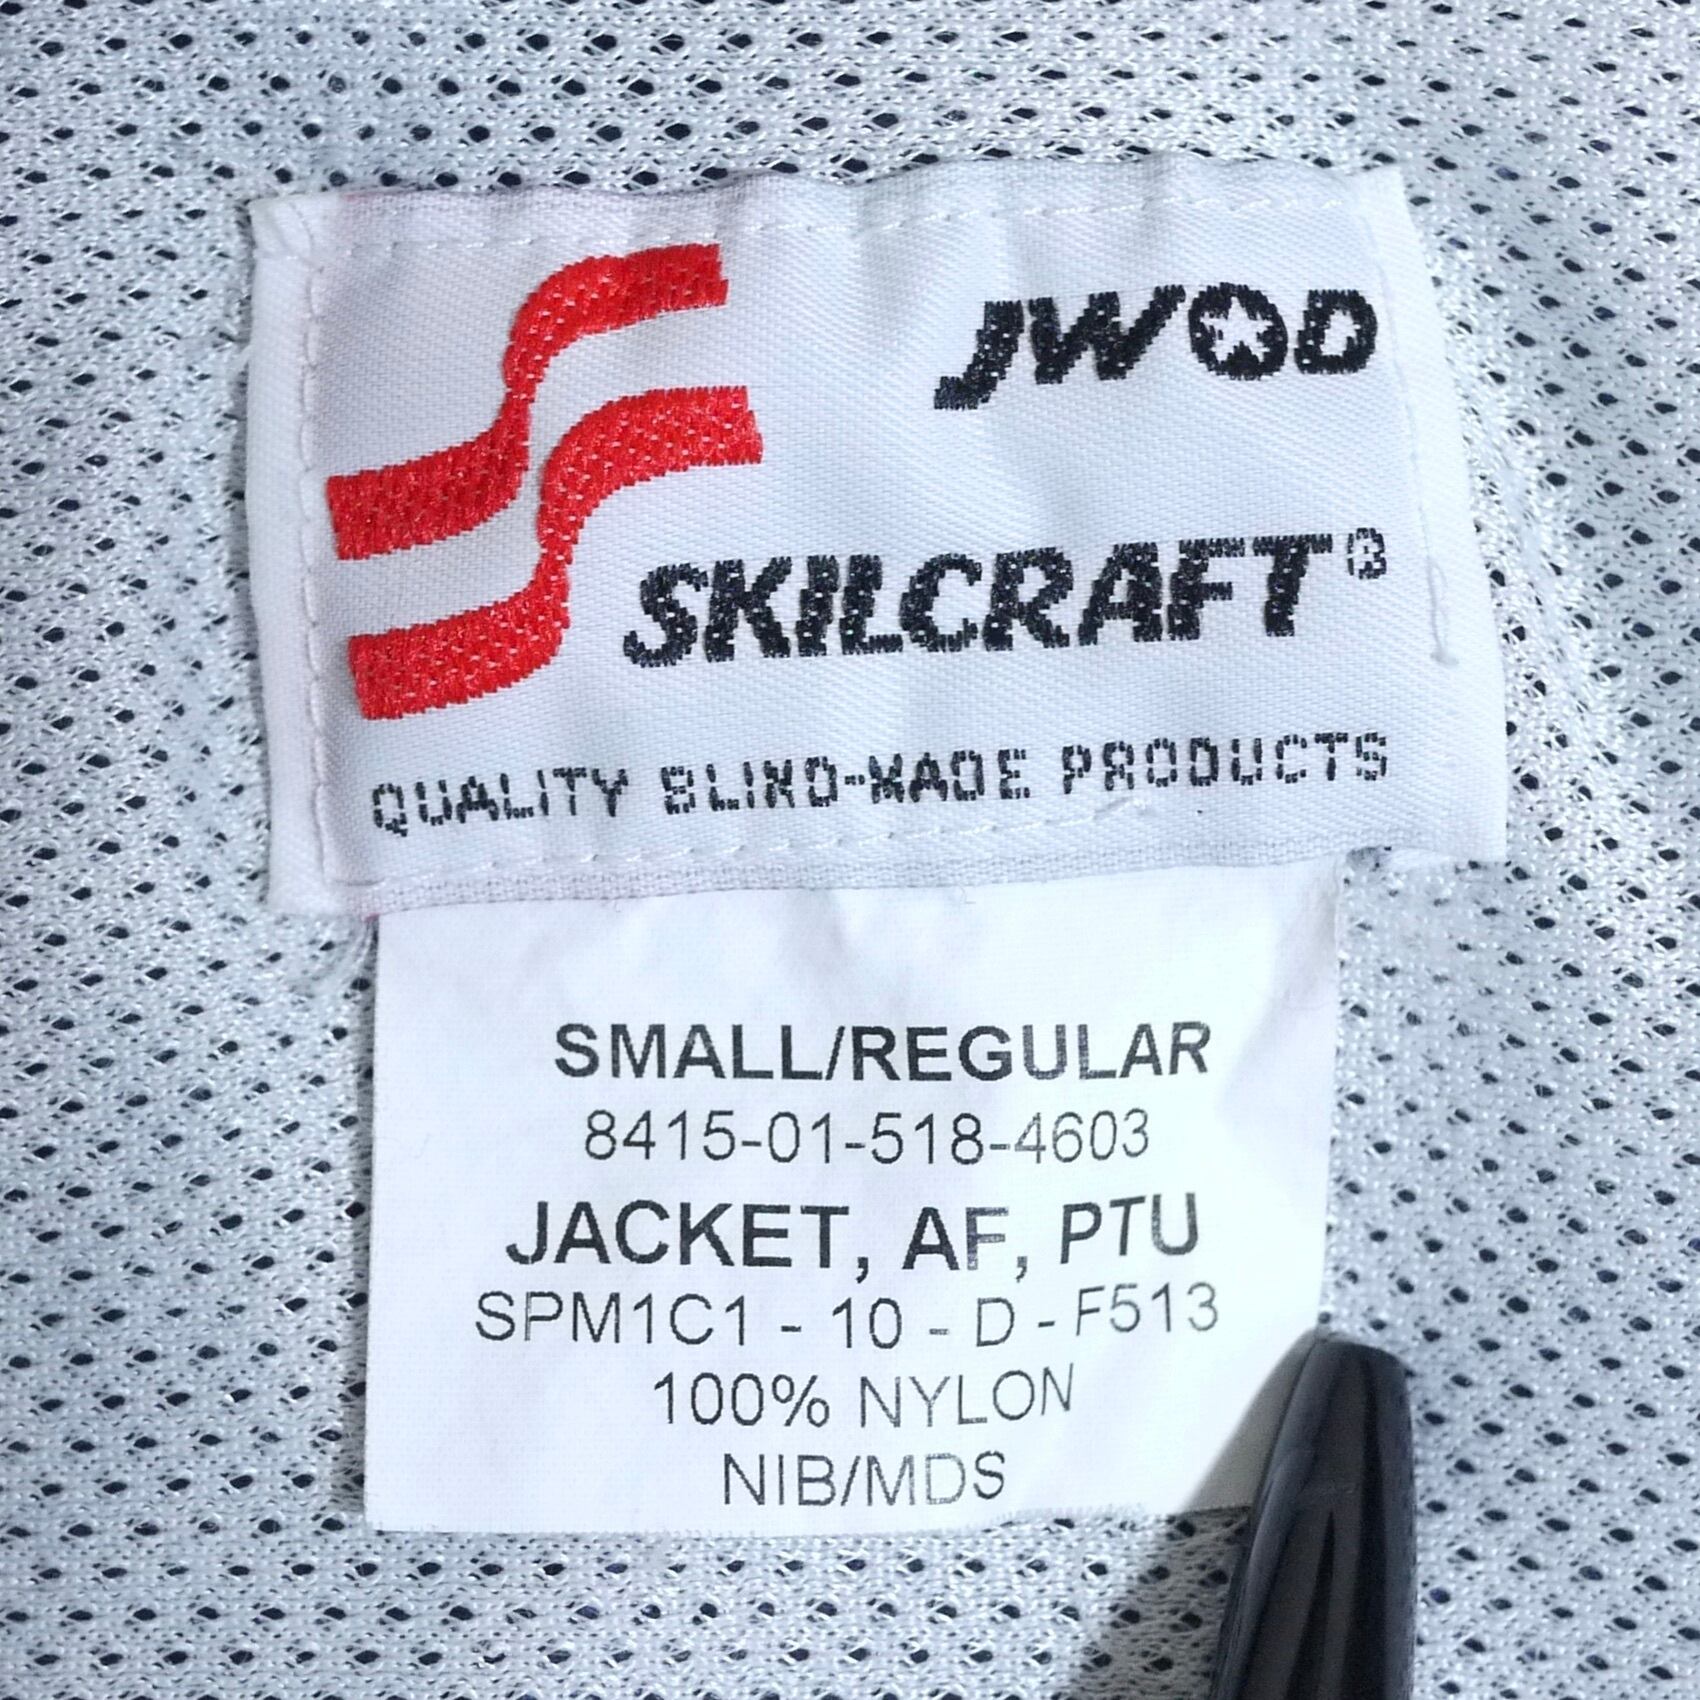 JWOD
SKILCRAFT®
QUALITY BLIND-MADE PRODUCTS
SMALL/REGULAR
8415-01-518-4603
JACKET, AF, PTU
SPM1C1 - 10 - D - F513
100% NYLON
NIB/MDS